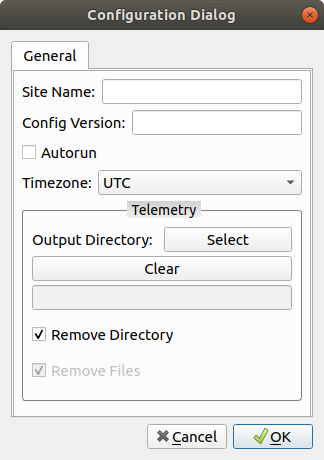 Configuration Dialog
General
Site Name:
Config Version:
Autorun
Timezone: UTC
Telemetry
Output Directory: Select
Clear
Remove Directory
Remove Files
Cancel OK